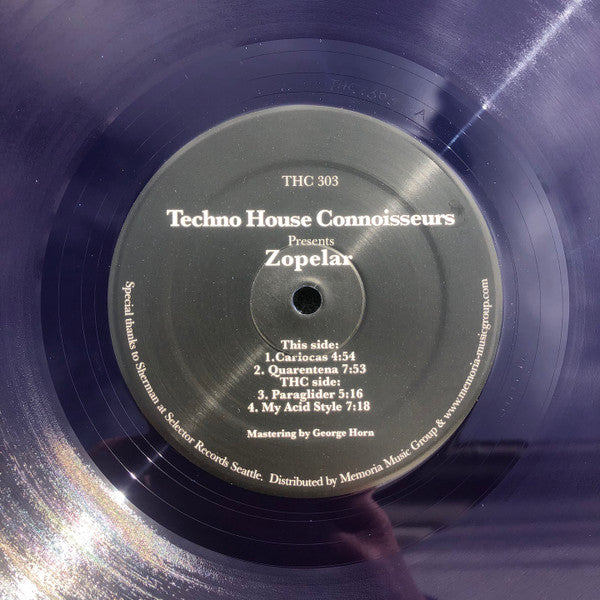 THC 303
Techno House Connoisseurs
Presents
Zopelar
This side:
1.Cariocas 4:54
2. Quarentena 7:53
THC side:
3. Paraglider 5:16
4. My Acid Style 7:18
Mastering by George Horn
Special thanks to Sherman at Selector Records Seattle. Distributed by Memoria Music Group & www.memoria-musicgroup.com